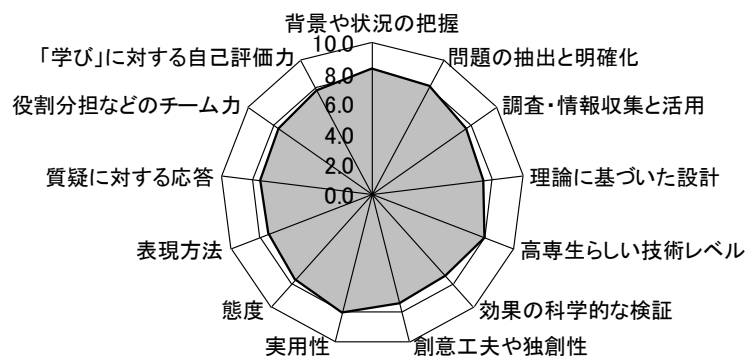 背景や状況の把握
問題の抽出と明確化
調査・情報収集と活用
理論に基づいた設計
高専生らしい技術レベル
効果の科学的な検証
創意工夫や独創性
実用性
態度
表現方法
質疑に対する応答
役割分担などのチーム力
「学び」に対する自己評価力
10.0
8.0
6.0
4.0
2.0
0.0